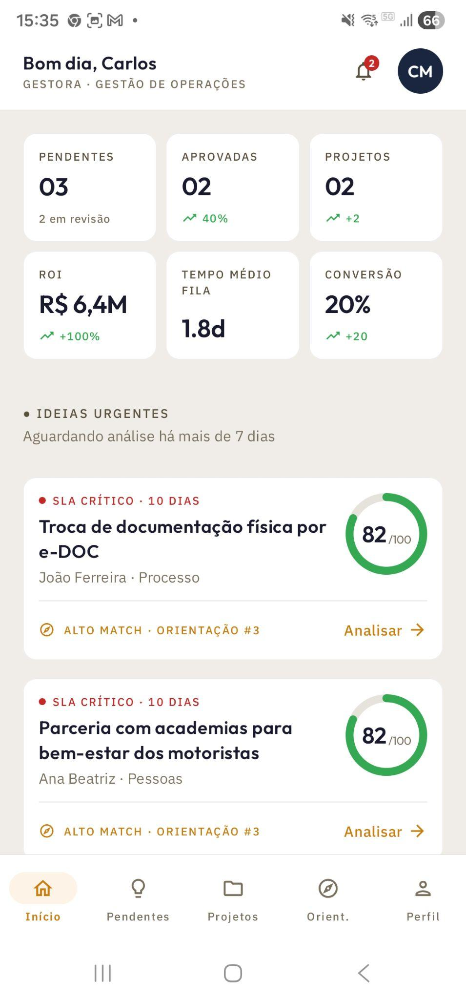 15:35
5G
66
Bom dia, Carlos
2
CM
GESTORA · GESTÃO DE OPERAÇÕES
PENDENTES
03
2 em revisão
APROVADAS
02
40%
PROJETOS
02
+2
ROI
R$ 6,4M
+100%
TEMPO MÉDIO
FILA
1.8d
CONVERSÃO
20%
+20
• IDEIAS URGENTES
Aguardando análise há mais de 7 dias
SLA CRÍTICO · 10 DIAS
Troca de documentação física por
e-DOC
João Ferreira · Processo
82/100
ALTO MATCH · ORIENTAÇÃO #3
Analisar →
SLA CRÍTICO · 10 DIAS
Parceria com academias para
bem-estar dos motoristas
Ana Beatriz · Pessoas
82/100
ALTO MATCH · ORIENTAÇÃO #3
Analisar →
Início
Pendentes
Projetos
Orient.
Perfil